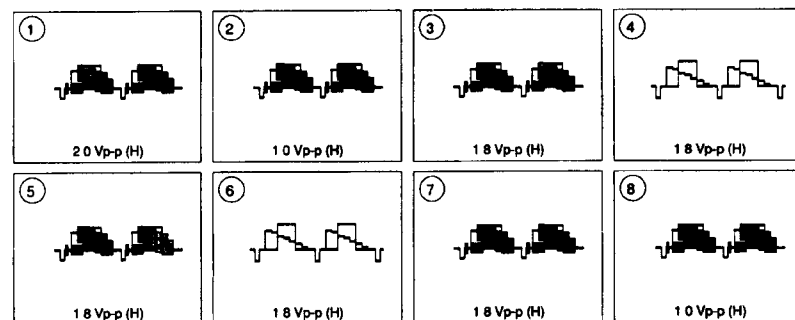 1
2
3
4
2 0 Vp-p (H)
1 0 Vp-p (H)
1 8 Vp-p (H)
1 8 Vp-p (H)
5
6
7
8
1 8 Vp-p (H)
1 8 Vp-p (H)
1 8 Vp-p (H)
1 0 Vp-p (H)